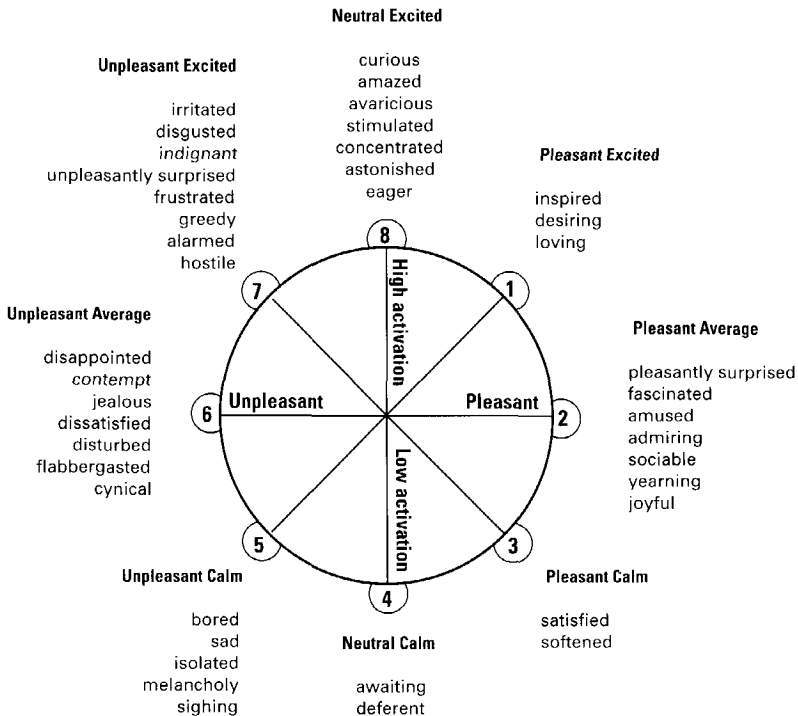 Neutral Excited
curious
amazed
avaricious
stimulated
concentrated
astonished
eager
Unpleasant Excited
irritated
disgusted
indignant
unpleasantly surprised
frustrated
greedy
alarmed
hostile
Pleasant Excited
inspired
desiring
loving
8
7
1
High activation
Unpleasant Average
disappointed
contempt
jealous
dissatisfied
disturbed
flabbergasted
cynical
6
Unpleasant
Pleasant
2
Pleasant Average
pleasantly surprised
fascinated
amused
admiring
sociable
yearning
joyful
Low activation
5
3
4
Unpleasant Calm
bored
sad
isolated
melancholy
sighing
Neutral Calm
awaiting
deferent
Pleasant Calm
satisfied
softened